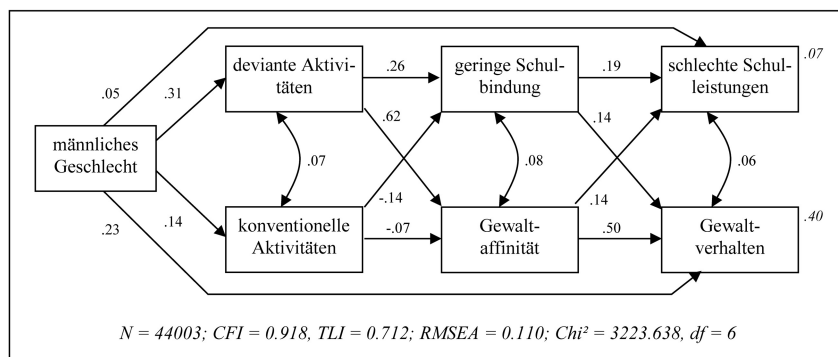 deviante Aktivi-
täten
.26
geringe Schul-
bindung
.19
schlechte Schul-
leistungen
.07
.05
.31
.62
.14
männliches
Geschlecht
.07
.08
.06
.14
.23
-.14
.14
konventionelle
Aktivitäten
-.07
Gewalt-
affinität
.50
Gewalt-
verhalten
.40
N = 44003; CFI = 0.918, TLI = 0.712; RMSEA = 0.110; Chi² = 3223.638, df = 6